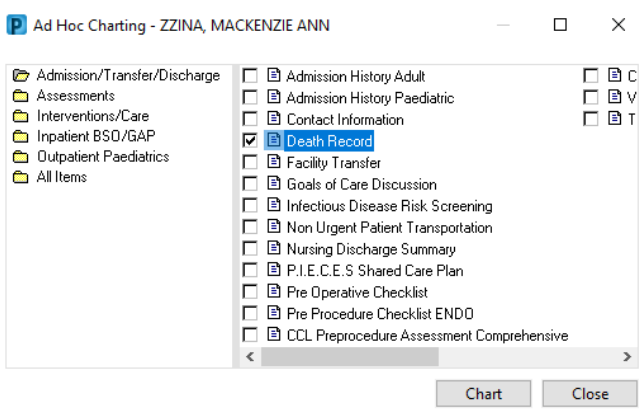 Ad Hoc Charting - ZZINA, MACKENZIE ANN
Admission/Transfer/Discharge
Assessments
Interventions/Care
Inpatient BSO/GAP
Outpatient Paediatrics
All Items
Admission History Adult
Admission History Paediatric
Contact Information
Death Record
Facility Transfer
Goals of Care Discussion
Infectious Disease Risk Screening
Non Urgent Patient Transportation
Nursing Discharge Summary
P.I.E.C.E.S Shared Care Plan
Pre Operative Checklist
Pre Procedure Checklist ENDO
CCL Preprocedure Assessment Comprehensive
C
V
T
Chart
Close